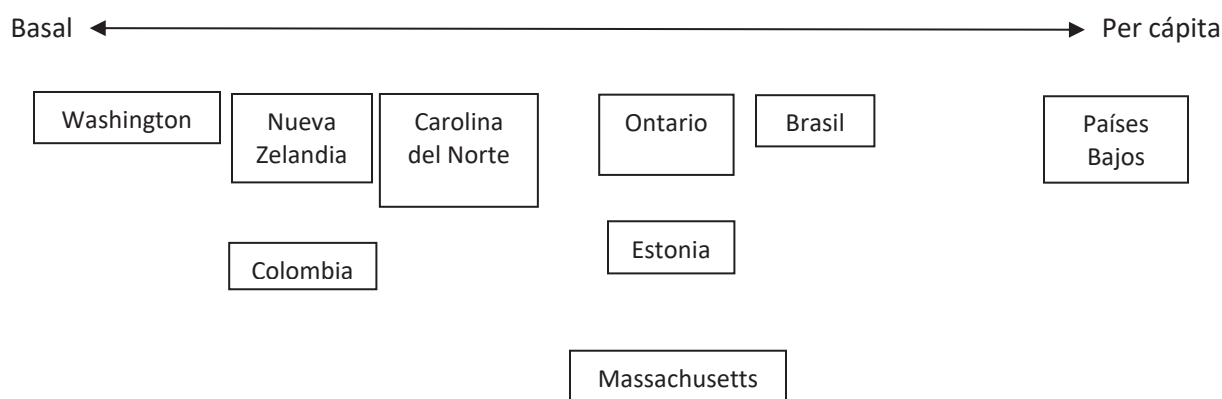 Basal
Per cápita
Washington
Nueva
Zelandia
Carolina
del Norte
Ontario
Brasil
Países
Bajos
Colombia
Estonia
Massachusetts